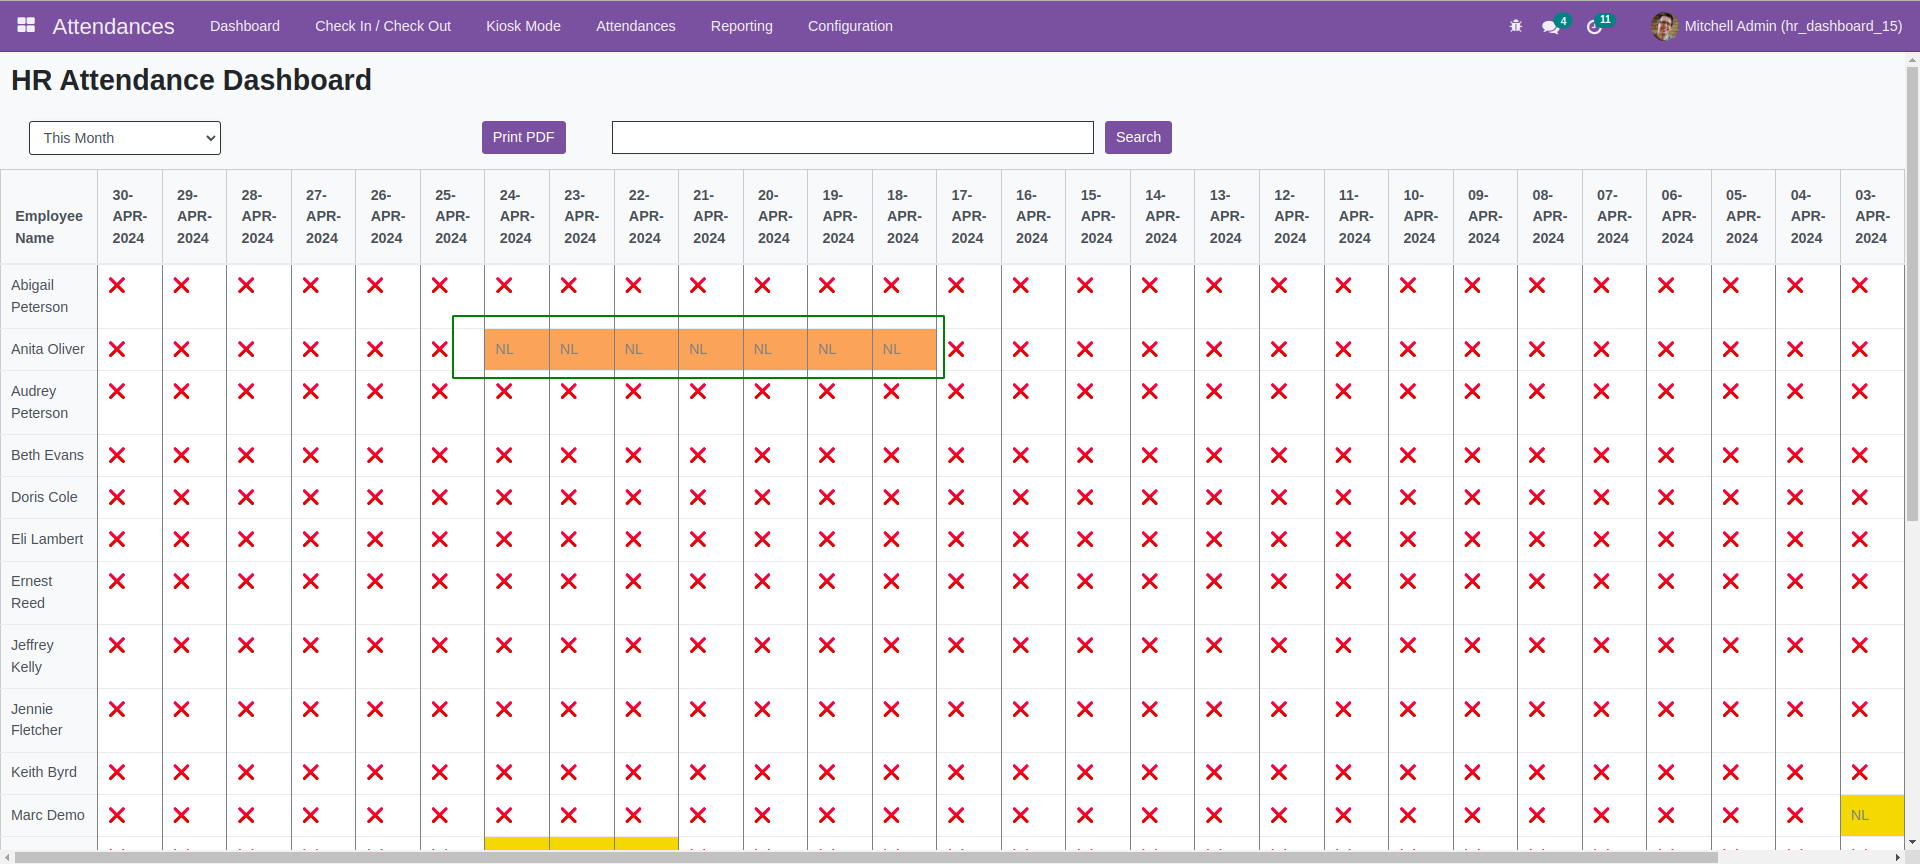 Attendances Dashboard Check In / Check Out Kiosk Mode Attendances Reporting Configuration 4 11 Mitchell Admin (hr_dashboard_15)
HR Attendance Dashboard
This Month Print PDF Search
Employee Name 30-APR-2024 29-APR-2024 28-APR-2024 27-APR-2024 26-APR-2024 25-APR-2024 24-APR-2024 23-APR-2024 22-APR-2024 21-APR-2024 20-APR-2024 19-APR-2024 18-APR-2024 17-APR-2024 16-APR-2024 15-APR-2024 14-APR-2024 13-APR-2024 12-APR-2024 11-APR-2024 10-APR-2024 09-APR-2024 08-APR-2024 07-APR-2024 06-APR-2024 05-APR-2024 04-APR-2024 03-APR-2024
Abigail
Peterson
Anita Oliver NL NL NL NL NL NL NL
Audrey
Peterson
Beth Evans
Doris Cole
Eli Lambert
Ernest
Reed
Jeffrey
Kelly
Jennie
Fletcher
Keith Byrd
Marc Demo NL